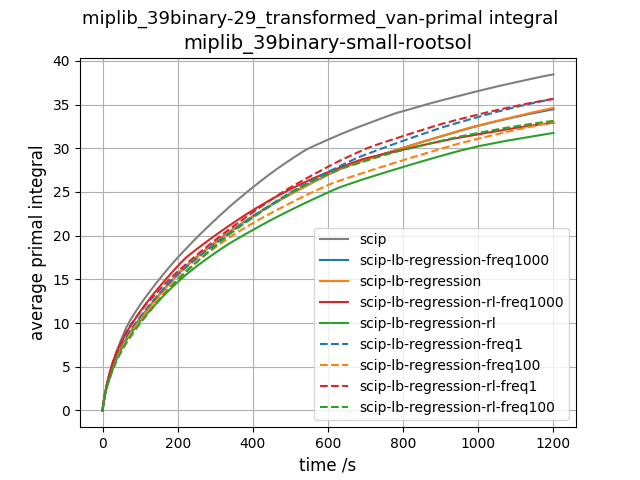 miplib_39binary-29_transformed_van-primal integral
miplib_39binary-small-rootsol
average primal integral
40
35
30
25
20
15
10
5
0
scip
scip-lb-regression-freq1000
scip-lb-regression
scip-lb-regression-rl-freq1000
scip-lb-regression-rl
scip-lb-regression-freq1
scip-lb-regression-freq100
scip-lb-regression-rl-freq1
scip-lb-regression-rl-freq100
0 200 400 600 800 1000 1200
time /s